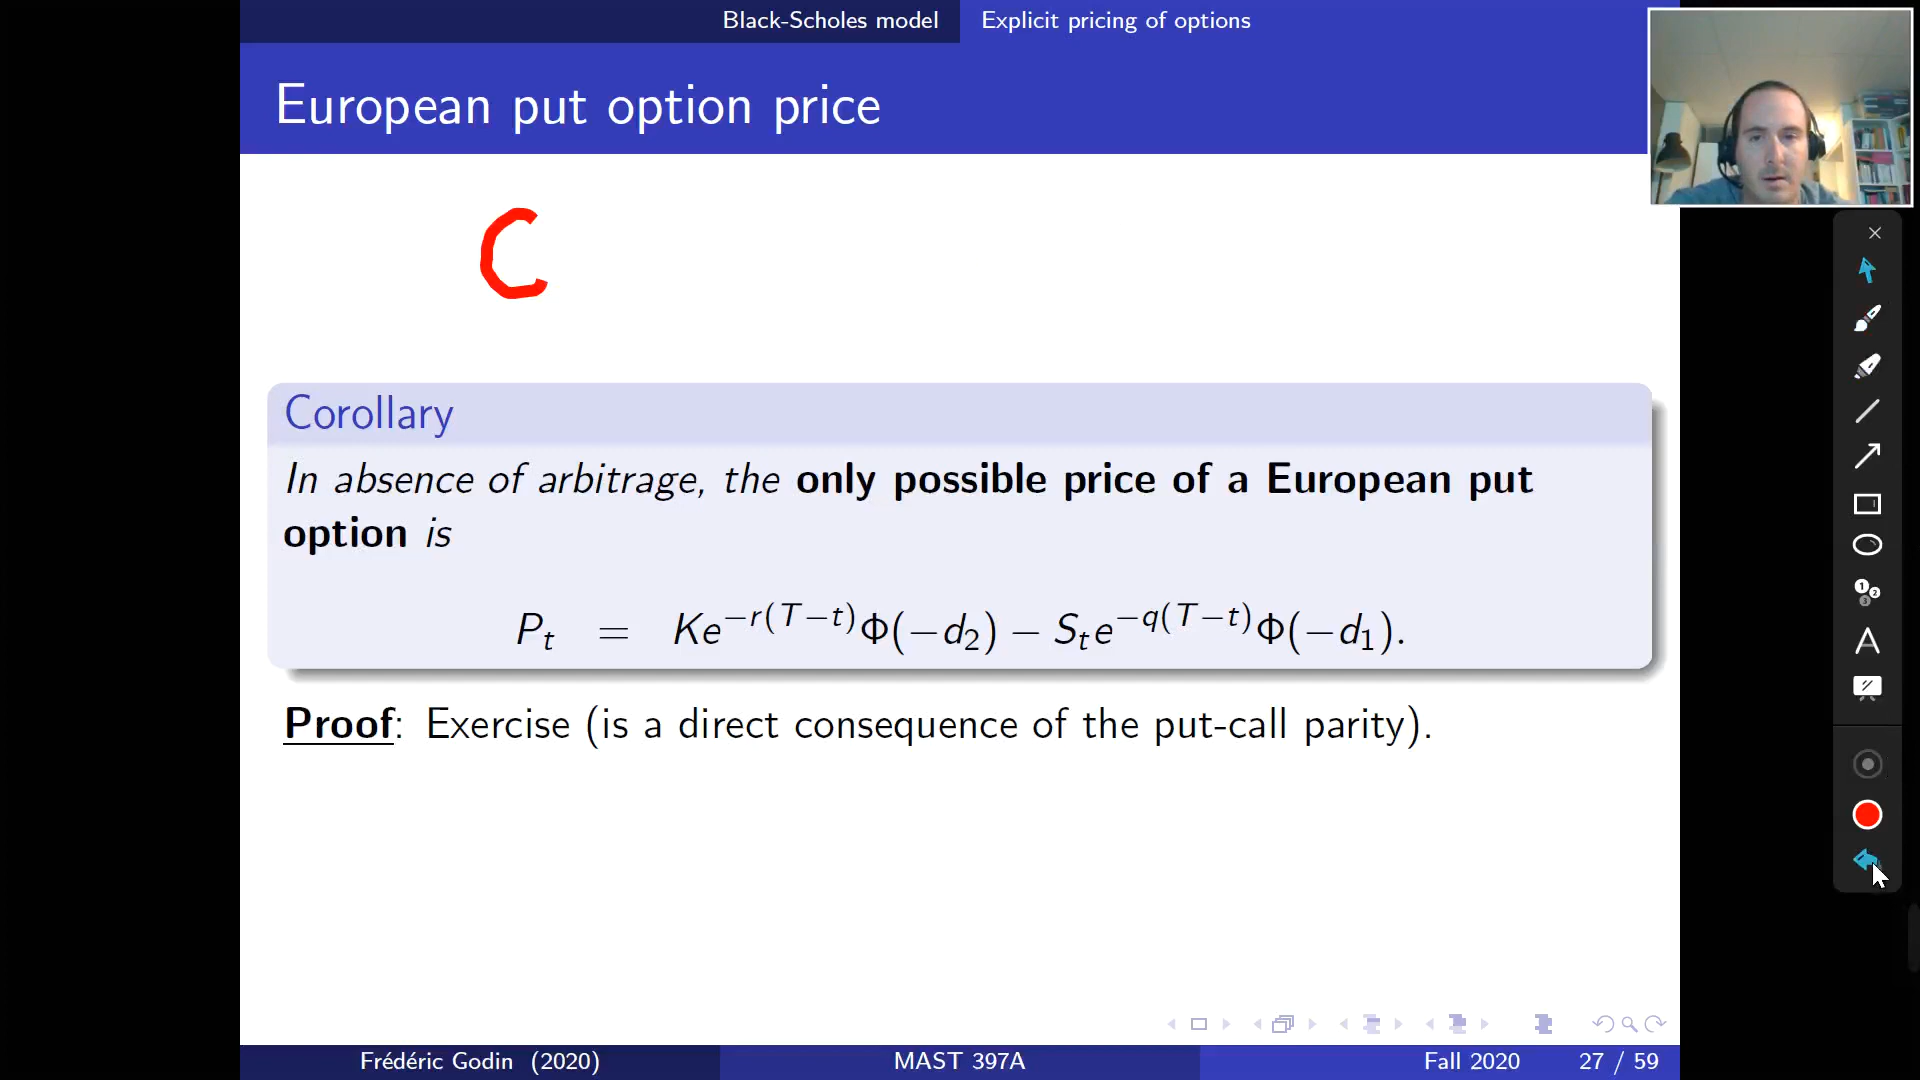 Black-Scholes model Explicit pricing of options
European put option price
C
Corollary
In absence of arbitrage, the only possible price of a European put
option is
P_t = Ke^{-r(T-t)}Φ(-d_2) - S_t e^{-q(T-t)}Φ(-d_1).
Proof: Exercise (is a direct consequence of the put-call parity).
Frédéric Godin (2020) MAST 397A Fall 2020 27 / 59